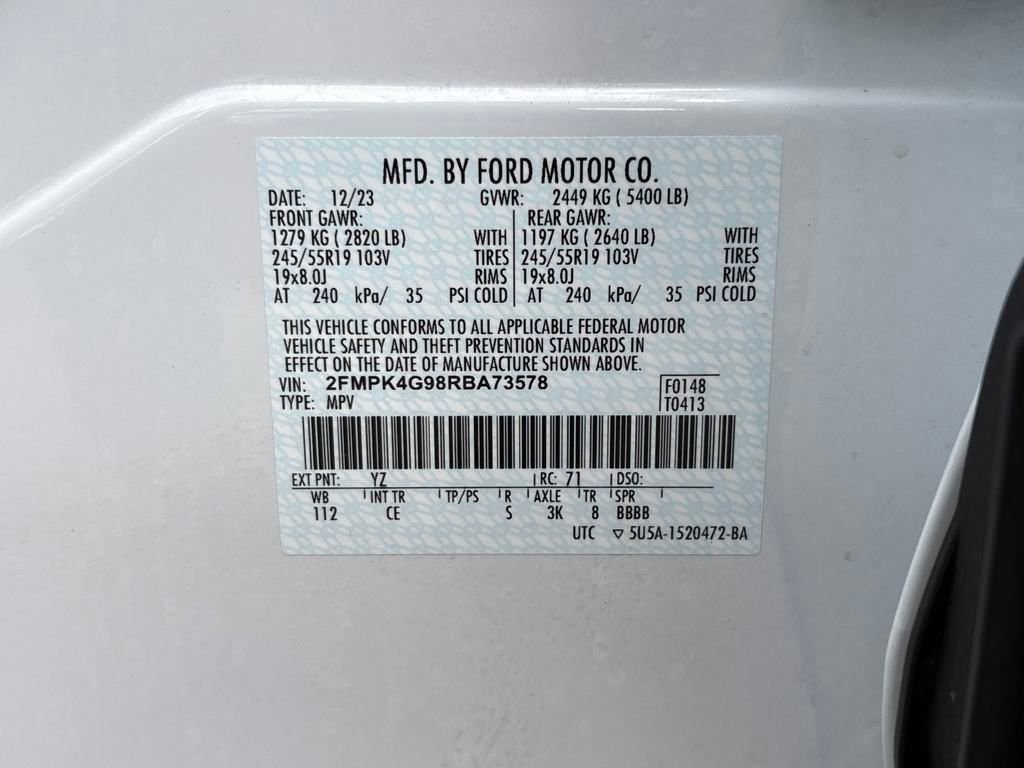 MFD. BY FORD MOTOR CO.
DATE: 12/23 GVWR: 2449 KG ( 5400 LB)
FRONT GAWR: REAR GAWR:
1279 KG ( 2820 LB) WITH 1197 KG ( 2640 LB) WITH
245/55R19 103V TIRES 245/55R19 103V TIRES
19x8.0J RIMS 19x8.0J RIMS
AT 240 kPa/ 35 PSI COLD AT 240 kPa/ 35 PSI COLD
THIS VEHICLE CONFORMS TO ALL APPLICABLE FEDERAL MOTOR
VEHICLE SAFETY AND THEFT PREVENTION STANDARDS IN
EFFECT ON THE DATE OF MANUFACTURE SHOWN ABOVE.
VIN: 2FMPK4G98RBA73578 F0148
TYPE: MPV T0413
EXT PNT: YZ RC: 71 DSO:
WB INT TR TP/PS R AXLE TR SPR
112 CE S 3K 8 BBBB
UTC ▽ 5U5A-1520472-BA